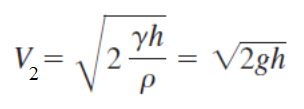 V₂ = √(2 γh/ρ) = √(2gh)